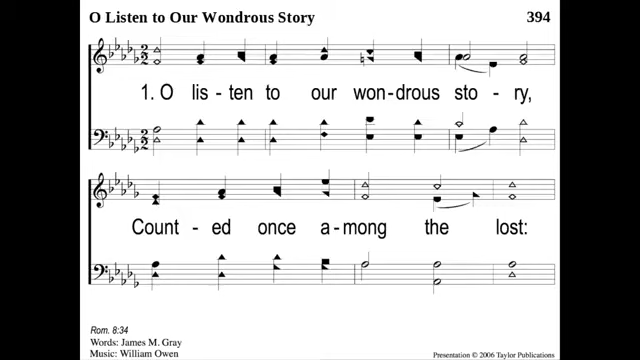 O Listen to Our Wondrous Story 394
1. O lis - ten to our won - drous sto - ry,
Count - ed once a - mong the lost:
Rom. 8:34
Words: James M. Gray
Music: William Owen Presentation © 2006 Taylor Publications